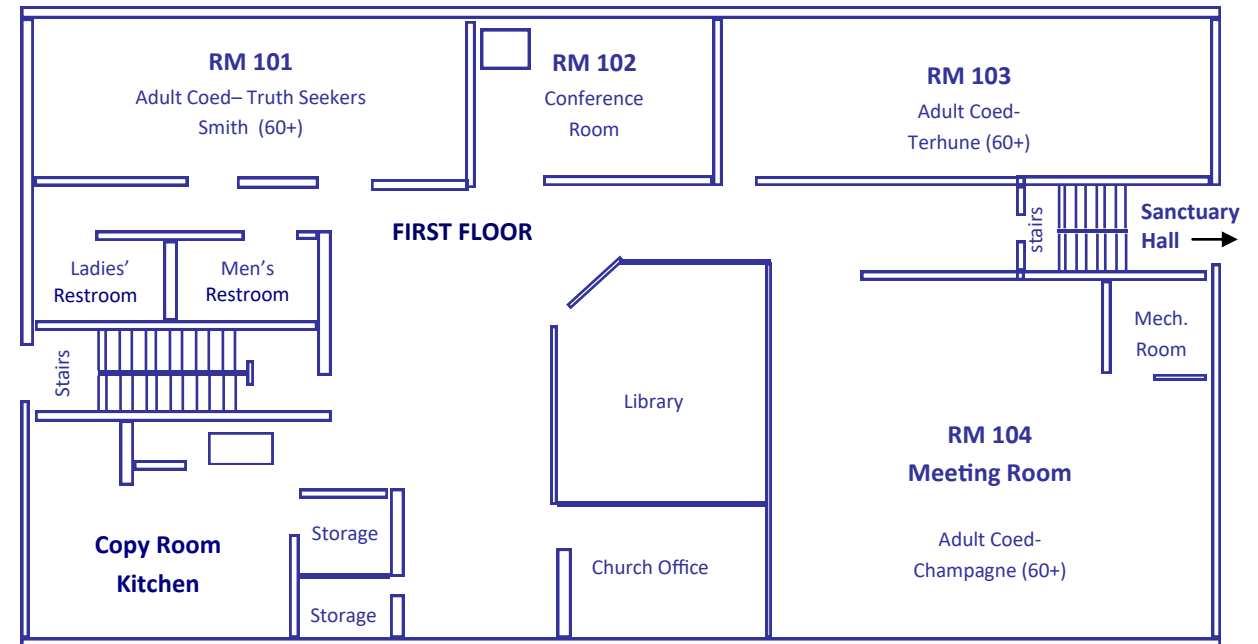 RM 101
Adult Coed– Truth Seekers
Smith (60+)
RM 102
Conference
Room
RM 103
Adult Coed-
Terhune (60+)
FIRST FLOOR
stairs
Sanctuary
Hall
Ladies'
Restroom
Men's
Restroom
Stairs
Mech.
Room
Library
RM 104
Meeting Room
Adult Coed-
Champagne (60+)
Copy Room
Kitchen
Storage
Storage
Church Office